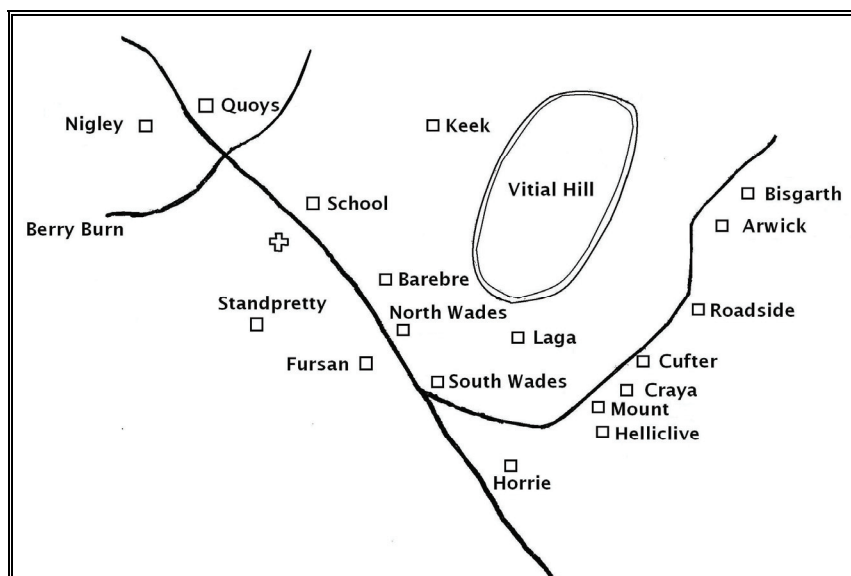 Quoys
Nigley
Keek
Vitial Hill
Bisgarth
School
Arwick
Berry Burn
Barebre
Standpretty
North Wades
Roadside
Laga
Fursan
Cufter
South Wades
Craya
Mount
Helliclive
Horrie